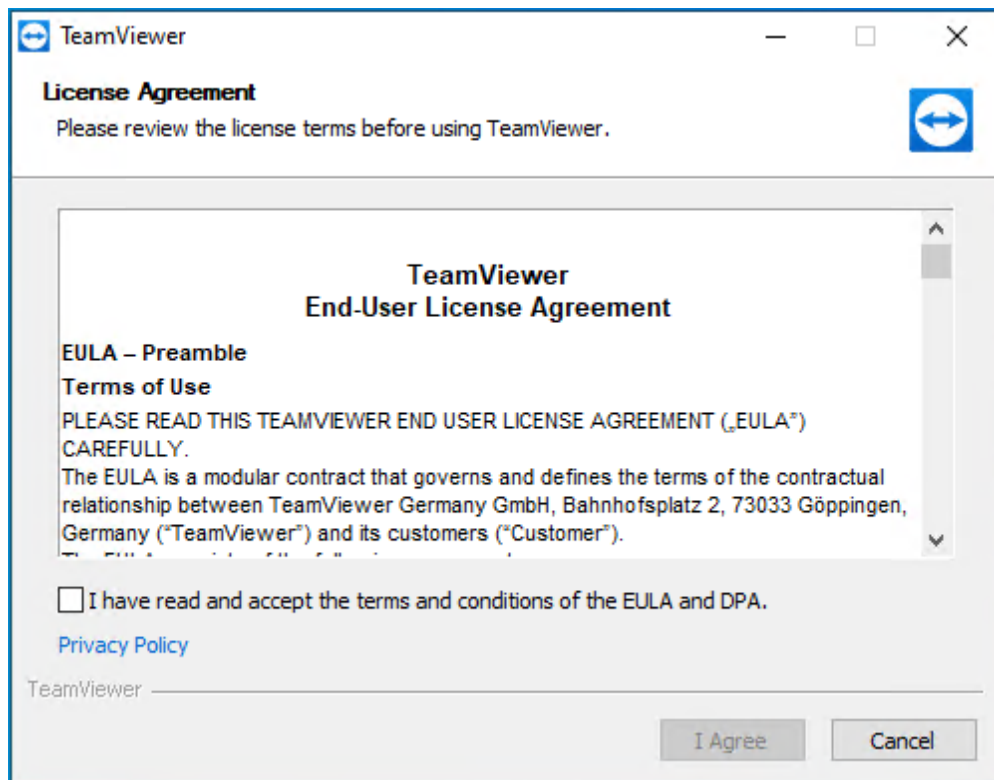 TeamViewer
License Agreement
Please review the license terms before using TeamViewer.
TeamViewer
End-User License Agreement
EULA – Preamble
Terms of Use
PLEASE READ THIS TEAMVIEWER END USER LICENSE AGREEMENT („EULA”)
CAREFULLY.
The EULA is a modular contract that governs and defines the terms of the contractual
relationship between TeamViewer Germany GmbH, Bahnhofsplatz 2, 73033 Göppingen,
Germany (“TeamViewer”) and its customers (“Customer”).
I have read and accept the terms and conditions of the EULA and DPA.
Privacy Policy
TeamViewer
I Agree
Cancel